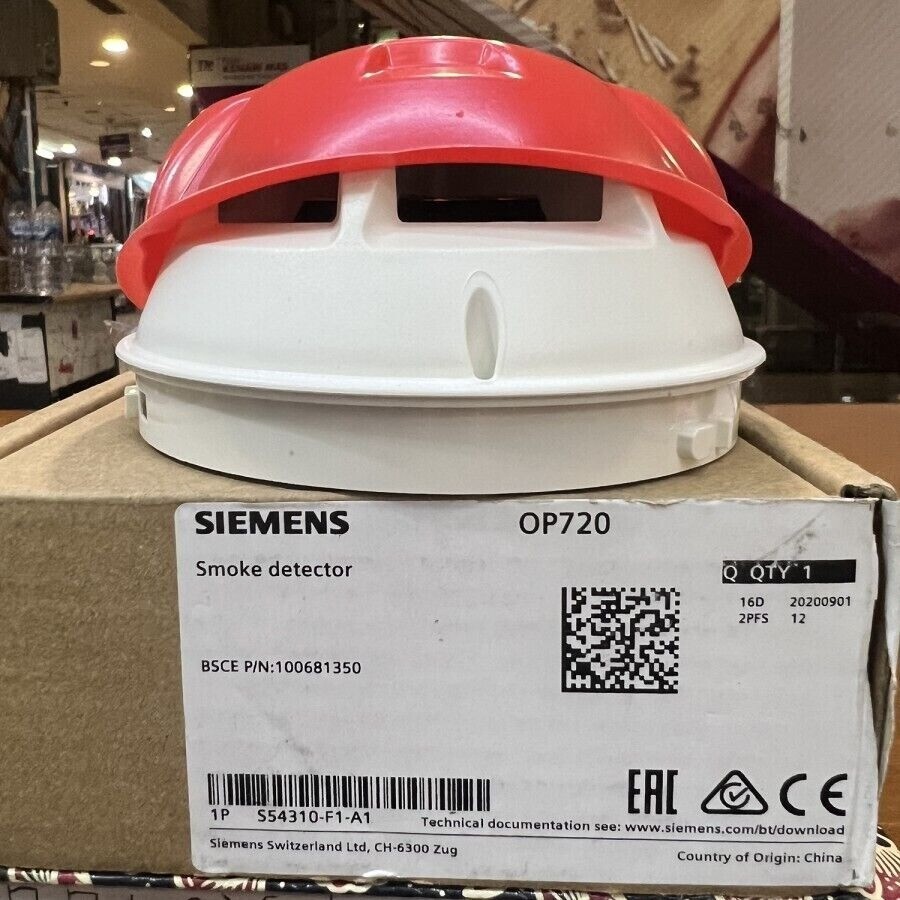 SIEMENS OP720
Smoke detector
Q QTY 1
16D 20200901
2PFS 12
BSCE P/N:100681350
EAC CE
1P S54310-F1-A1
Technical documentation see: www.siemens.com/bt/download
Siemens Switzerland Ltd, CH-6300 Zug
Country of Origin: China